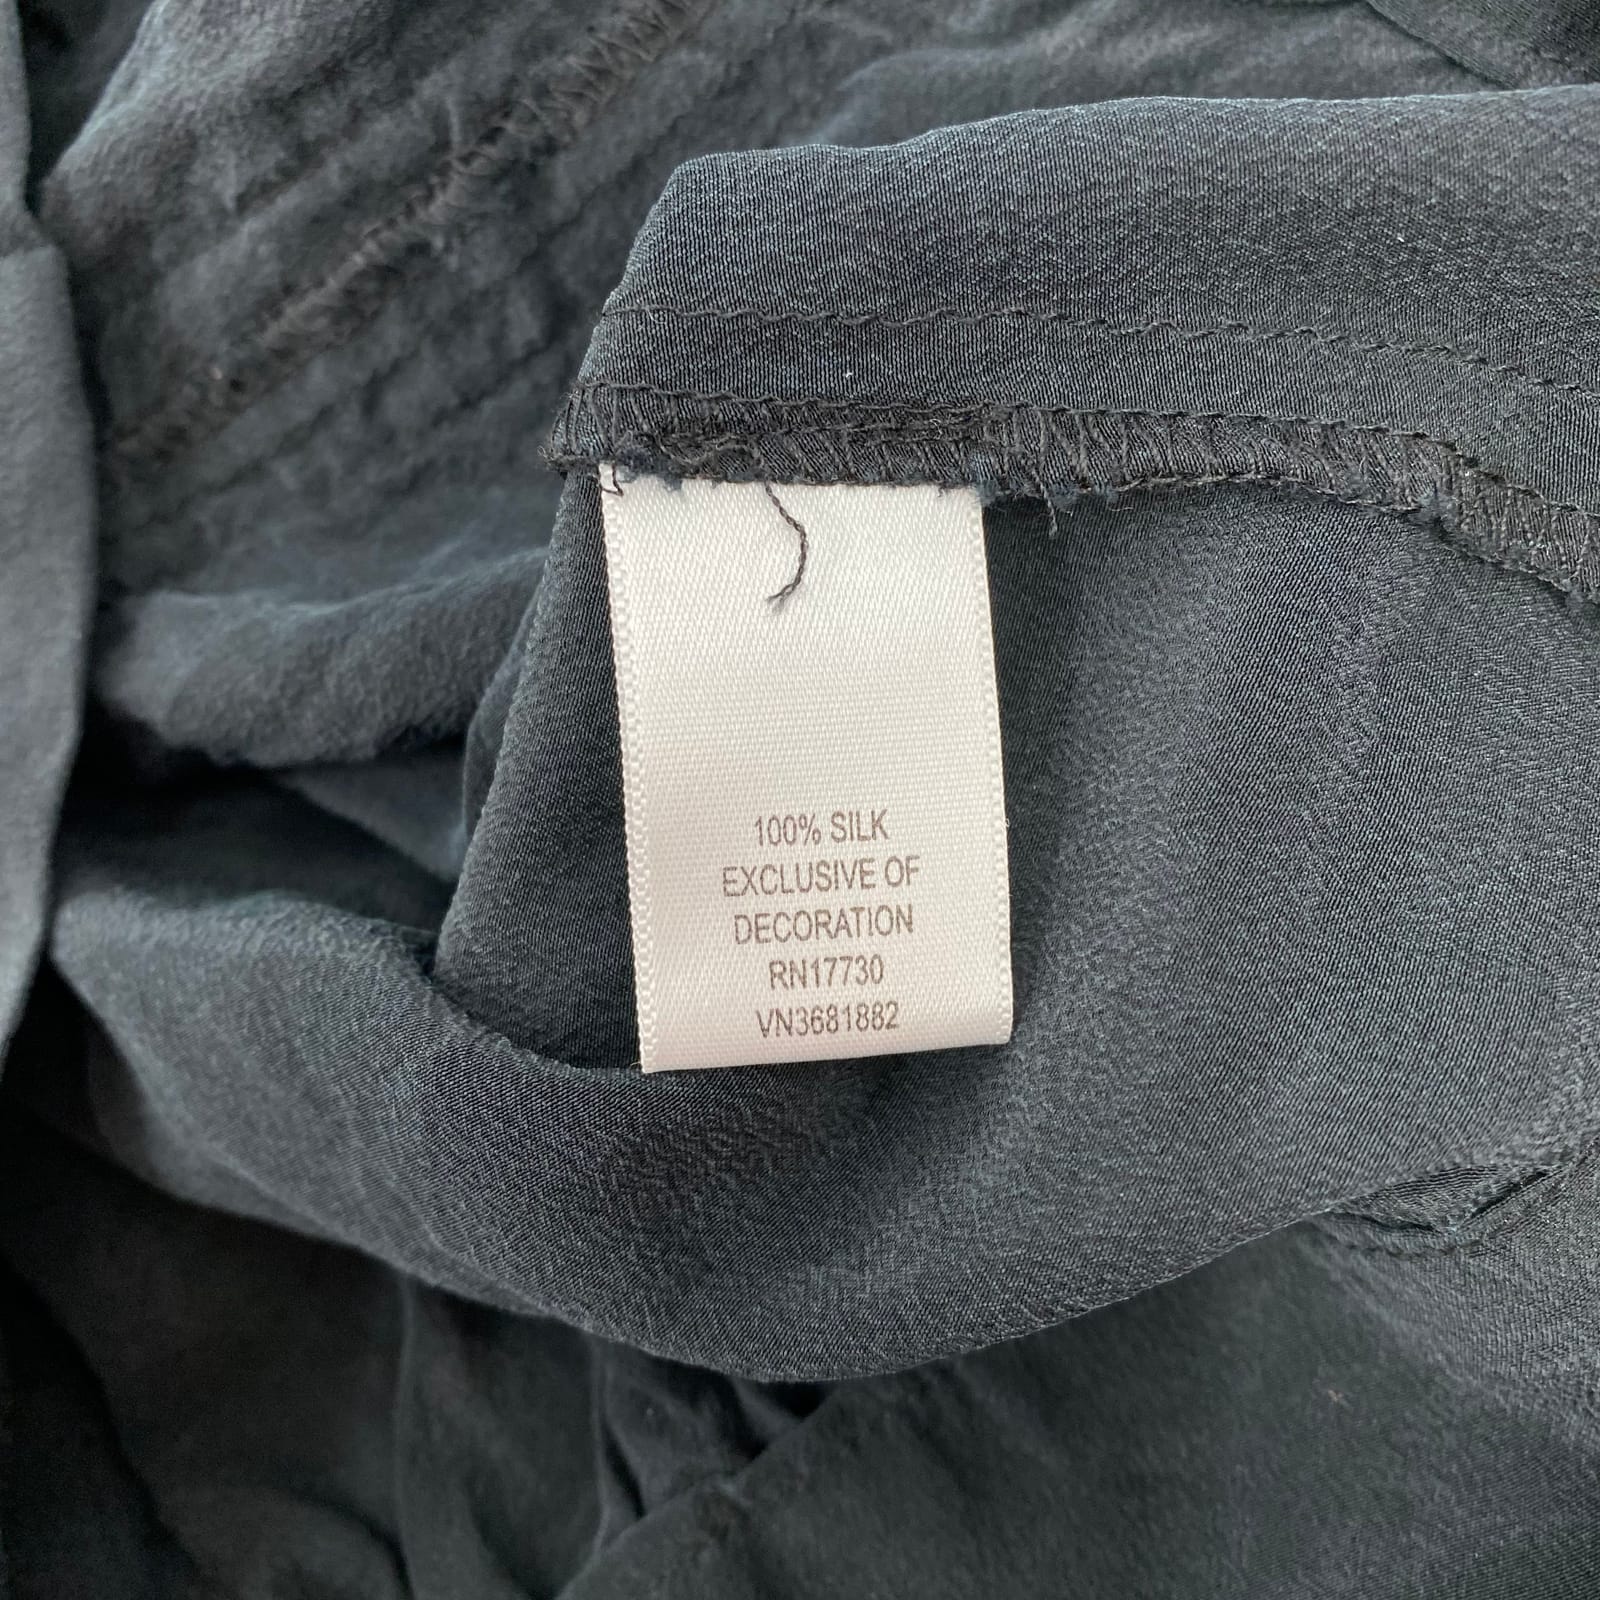 100% SILK
EXCLUSIVE OF
DECORATION
RN17730
VN3681882